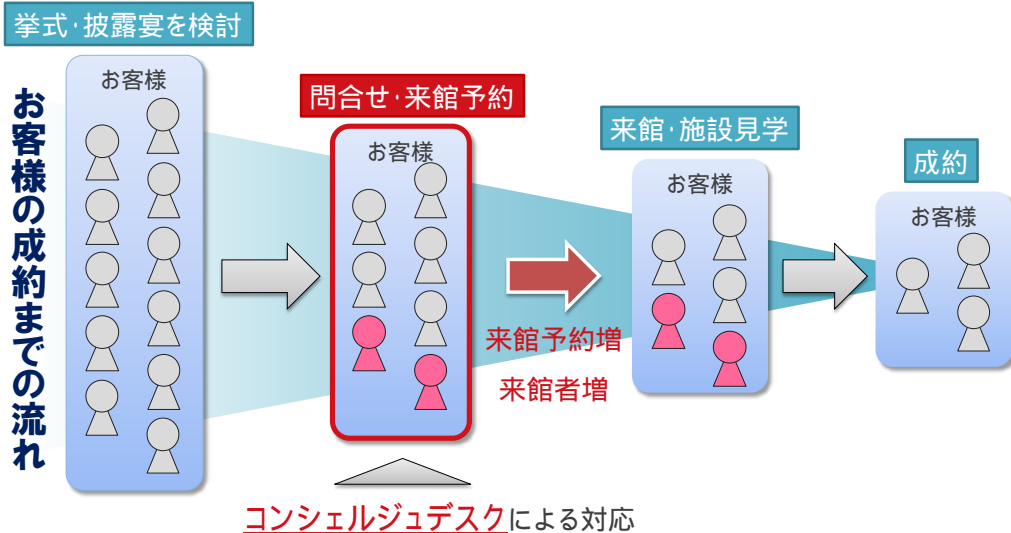 挙式・披露宴を検討
お客様の成約までの流れ
お客様
問合せ・来館予約
お客様
来館予約増
来館者増
来館・施設見学
お客様
成約
お客様
コンシェルジュデスクによる対応